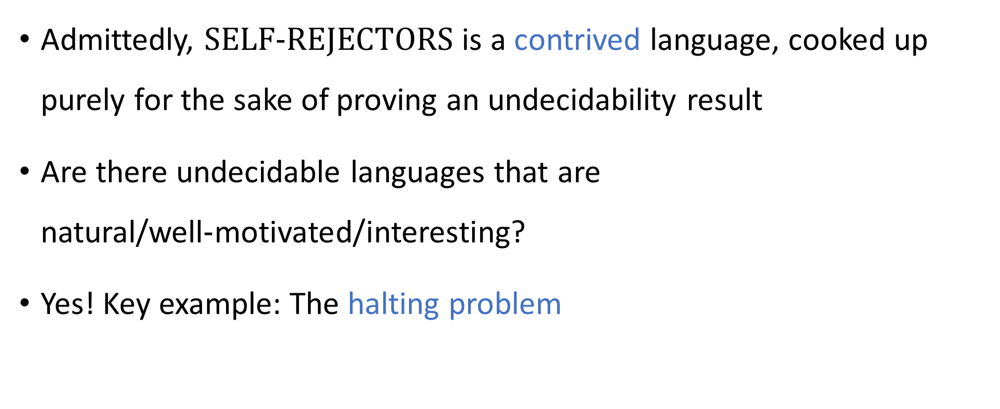 • Admittedly, SELF-REJECTORS is a contrived language, cooked up
purely for the sake of proving an undecidability result
• Are there undecidable languages that are
natural/well-motivated/interesting?
• Yes! Key example: The halting problem